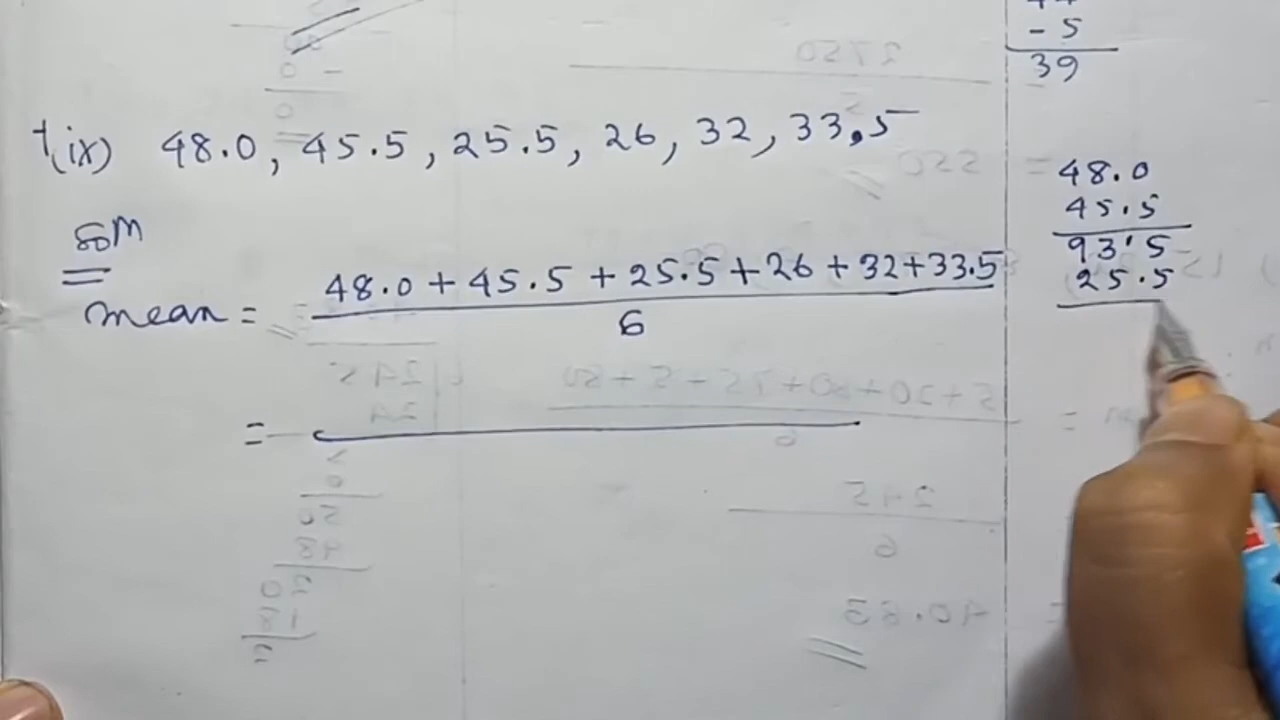 - 5
39
(ix) 48.0, 45.5, 25.5, 26, 32, 33.5
Solⁿ
mean = 48.0 + 45.5 + 25.5 + 26 + 32 + 33.5
6
=
48.0
45.5
93.5
25.5